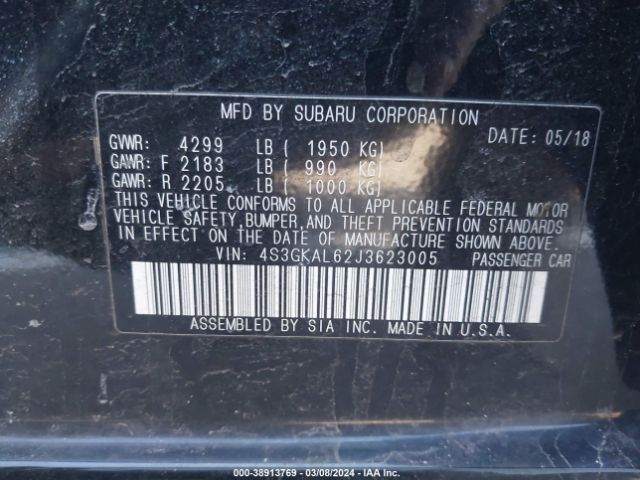 MFD BY SUBARU CORPORATION
DATE: 05/18
GVWR: 4299 LB ( 1950 KG)
GAWR: F 2183 LB ( 990 KG)
GAWR: R 2205 LB ( 1000 KG)
THIS VEHICLE CONFORMS TO ALL APPLICABLE FEDERAL MOTOR
VEHICLE SAFETY, BUMPER, AND THEFT PREVENTION STANDARDS
IN EFFECT ON THE DATE OF MANUFACTURE SHOWN ABOVE.
VIN: 4S3GKAL62J3623005 PASSENGER CAR
ASSEMBLED BY SIA INC. MADE IN U.S.A.
000-38913769 - 03/08/2024 - IAA Inc.